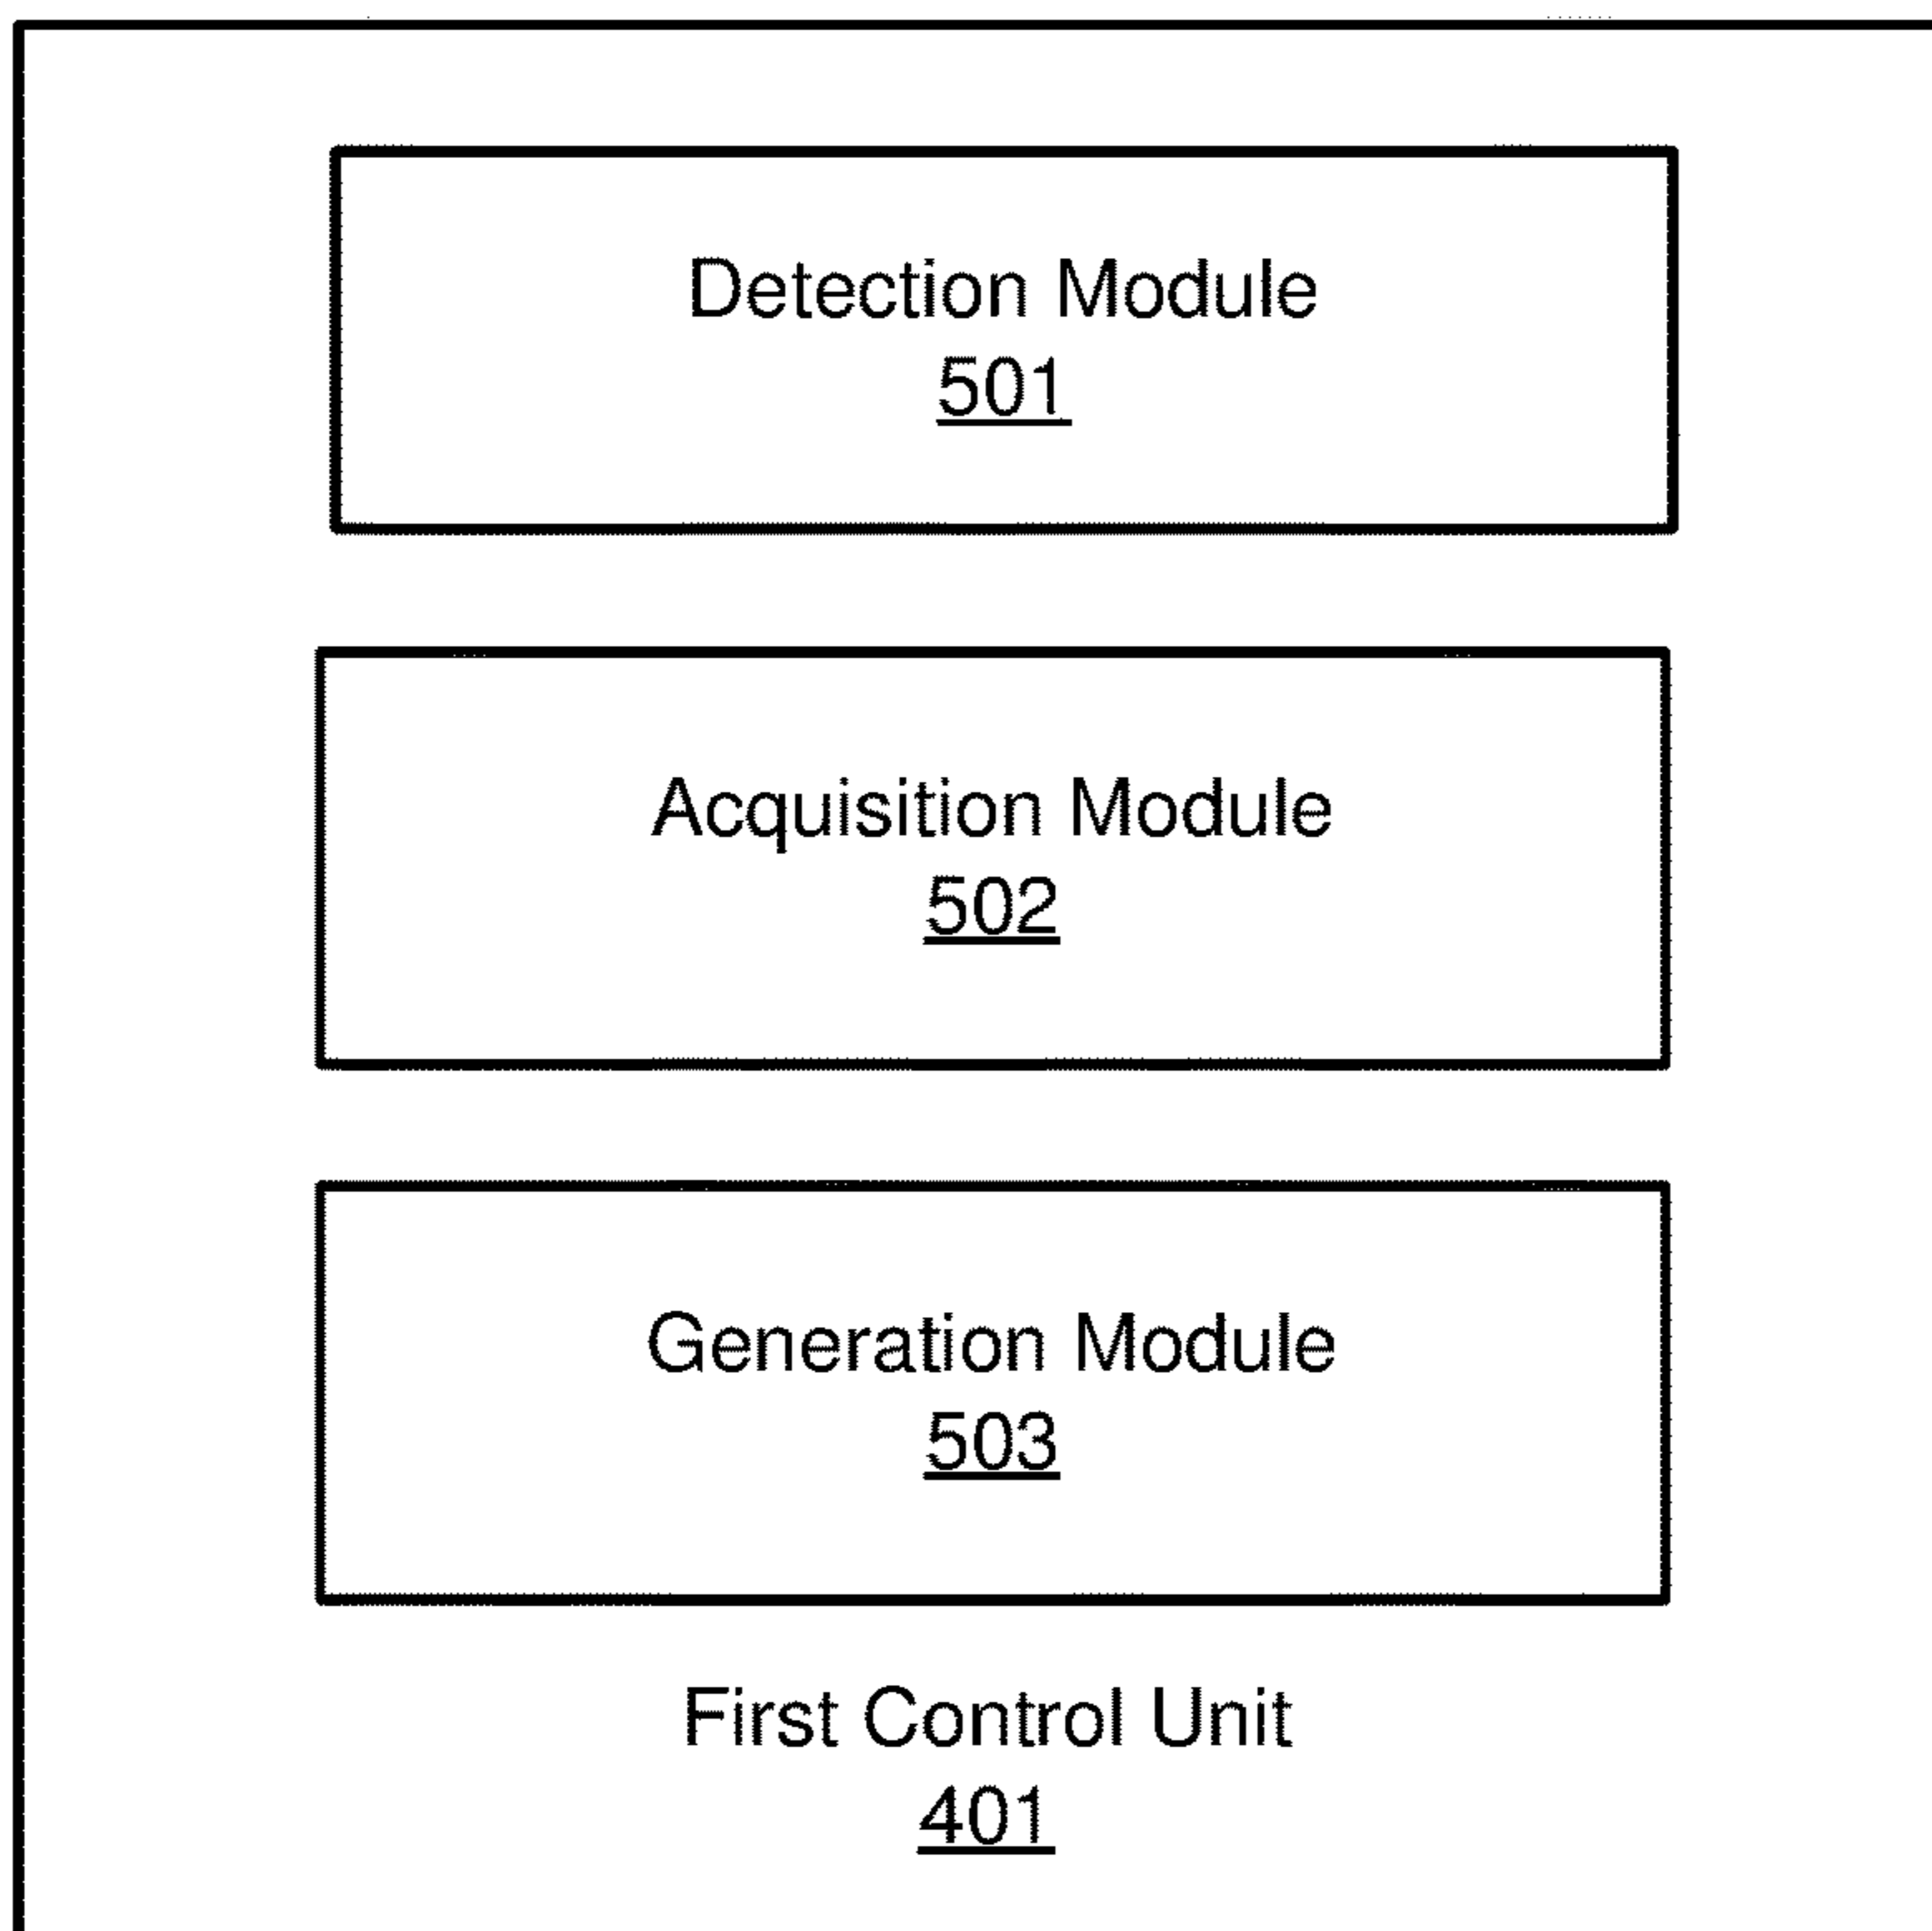 Detection Module
501
Acquisition Module
502
Generation Module
503
First Control Unit
401